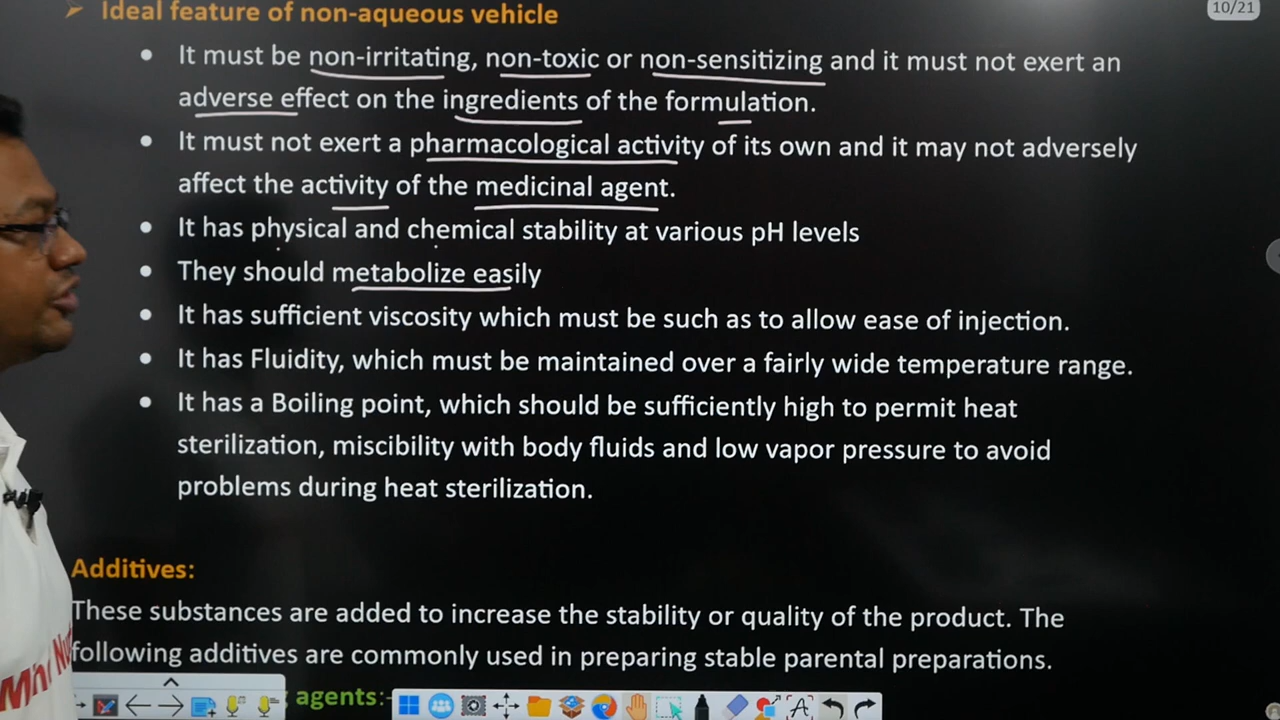 10/21
➤ Ideal feature of non-aqueous vehicle
• It must be non-irritating, non-toxic or non-sensitizing and it must not exert an
adverse effect on the ingredients of the formulation.
• It must not exert a pharmacological activity of its own and it may not adversely
affect the activity of the medicinal agent.
• It has physical and chemical stability at various pH levels
• They should metabolize easily
• It has sufficient viscosity which must be such as to allow ease of injection.
• It has Fluidity, which must be maintained over a fairly wide temperature range.
• It has a Boiling point, which should be sufficiently high to permit heat
sterilization, miscibility with body fluids and low vapor pressure to avoid
problems during heat sterilization.
Additives:
These substances are added to increase the stability or quality of the product. The
following additives are commonly used in preparing stable parental preparations.
agents:-